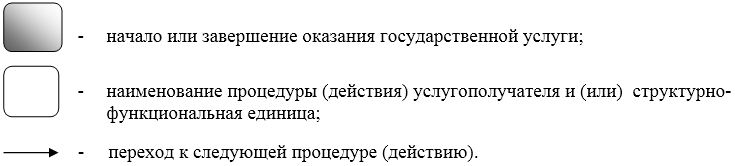 - начало или завершение оказания государственной услуги;
- наименование процедуры (действия) услугополучателя и (или) структурно-
функциональная единица;
- переход к следующей процедуре (действию).